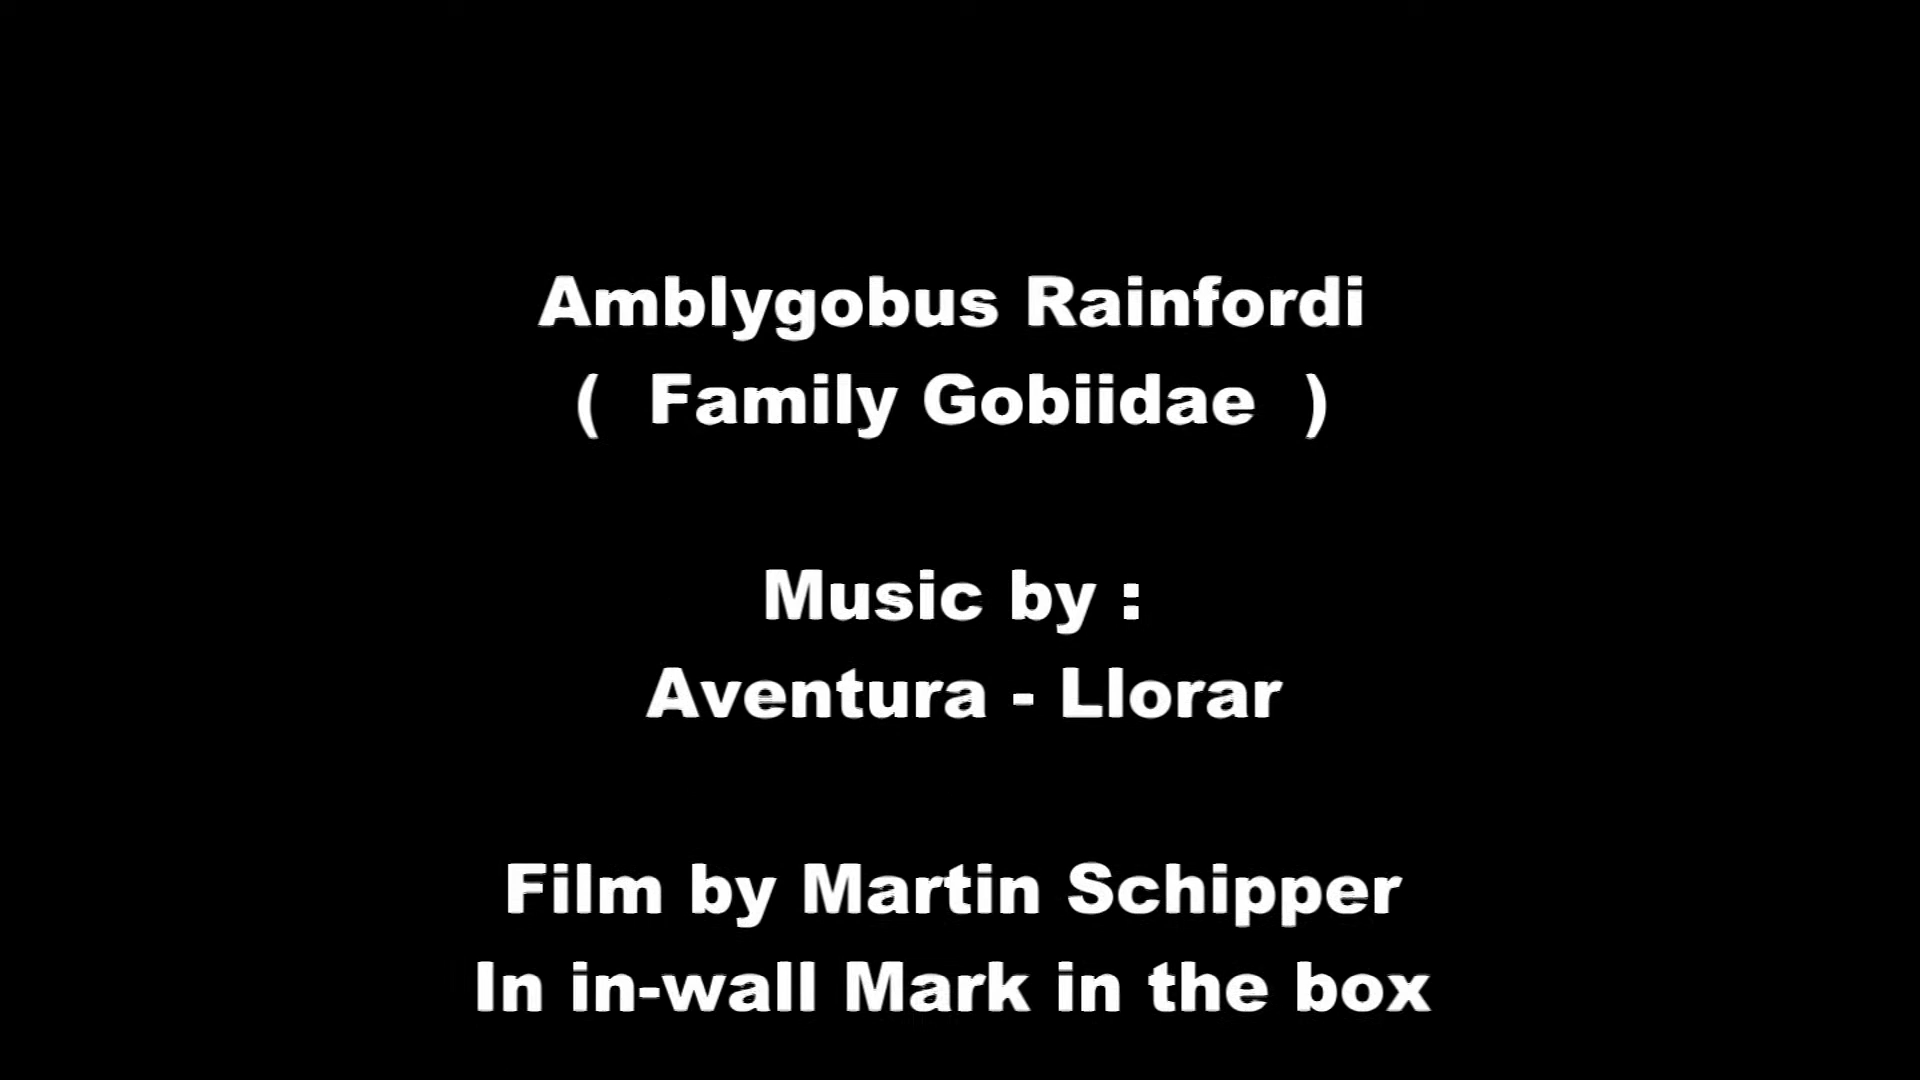 Amblygobus Rainfordi
( Family Gobiidae )
Music by :
Aventura - Llorar
Film by Martin Schipper
In in-wall Mark in the box